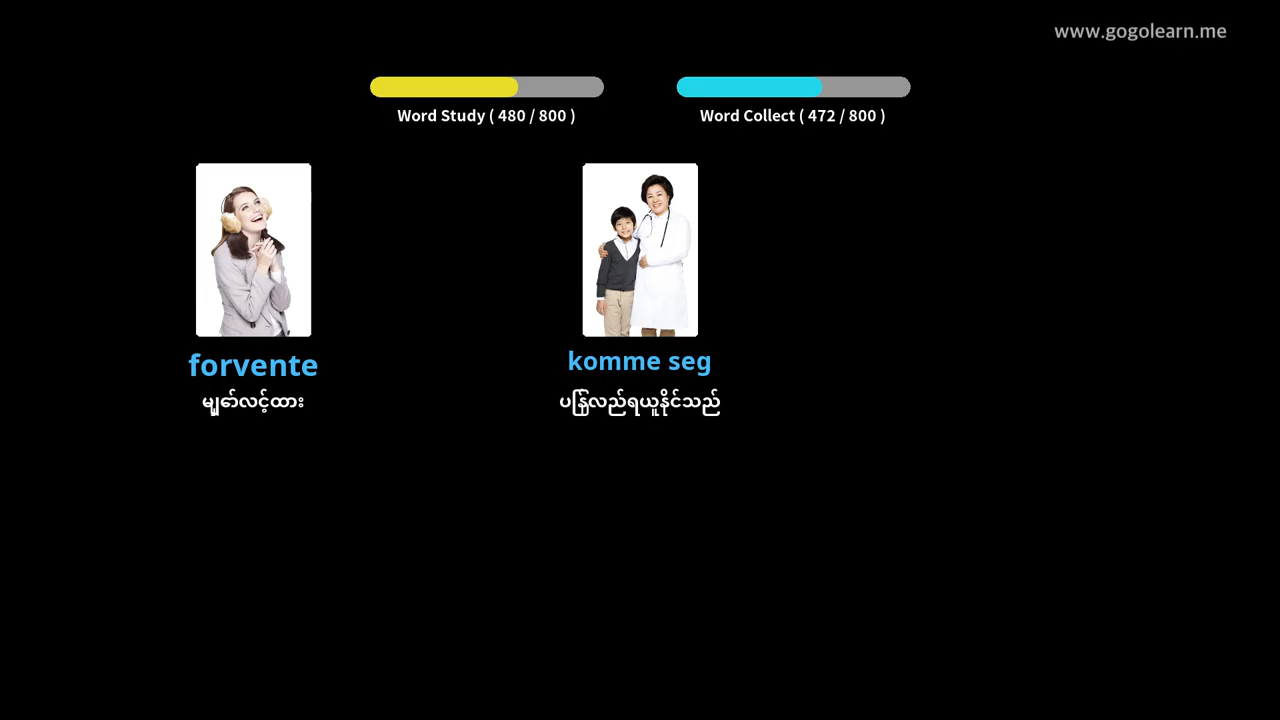 www.gogolearn.me
Word Study ( 480 / 800 )
Word Collect ( 472 / 800 )
forvente
မျှော်လင့်ထား
komme seg
ပြန်လည်ရယူနိုင်သည်